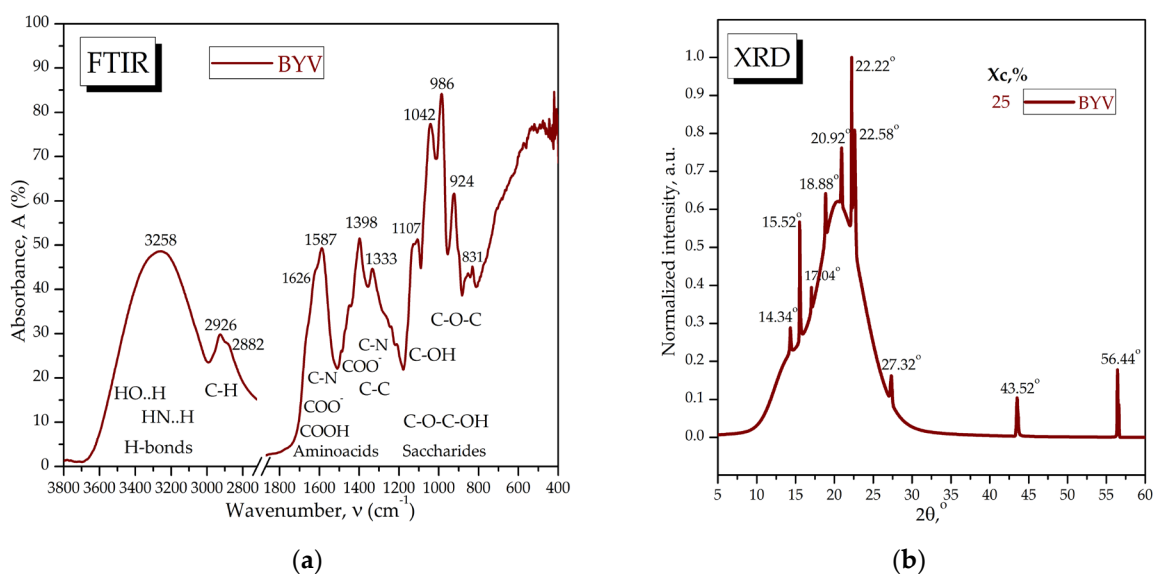 FTIR
BYV
Absorbance, A (%)
100
90
80
70
60
50
40
30
20
10
0
3258
2926
2882
1626
1587
1398
1333
1107
1042
986
924
831
HO..H
HN..H
H-bonds
C-H
C-N
COO-
COOH
Aminoacids
C-N
COO-
C-C
C-OH
C-O-C
C-O-C-OH
Saccharides
3800 3600 3400 3200 3000 2800 1800 1600 1400 1200 1000 800 600 400
Wavenumber, ν (cm-1)
(a)
XRD
Xc,%
25 BYV
Normalized intensity, a.u.
1.0
0.9
0.8
0.7
0.6
0.5
0.4
0.3
0.2
0.1
0.0
14.34°
15.52°
17.04°
18.88°
20.92°
22.22°
22.58°
27.32°
43.52°
56.44°
5 10 15 20 25 30 35 40 45 50 55 60
2θ,°
(b)